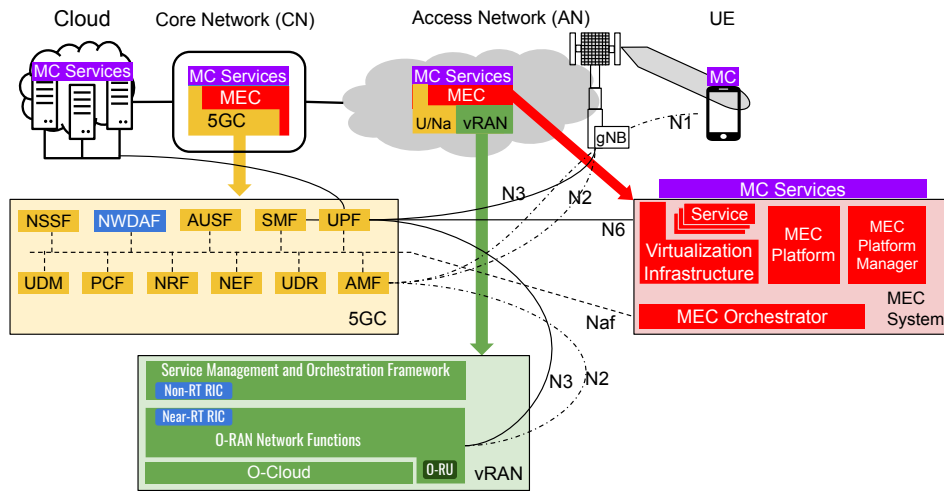 Cloud
Core Network (CN)
Access Network (AN)
UE
MC Services
MC Services
MEC
5GC
MC Services
MEC
U/Na
vRAN
gNB
N1
MC
N3
N2
NSSF
NWDAF
AUSF
SMF
UPF
UDM
PCF
NRF
NEF
UDR
AMF
5GC
N6
Naf
MC Services
Service
Virtualization
Infrastructure
MEC
Platform
MEC
Platform
Manager
MEC Orchestrator
MEC
System
Service Management and Orchestration Framework
Non-RT RIC
Near-RT RIC
O-RAN Network Functions
O-Cloud
O-RU
vRAN
N3
N2